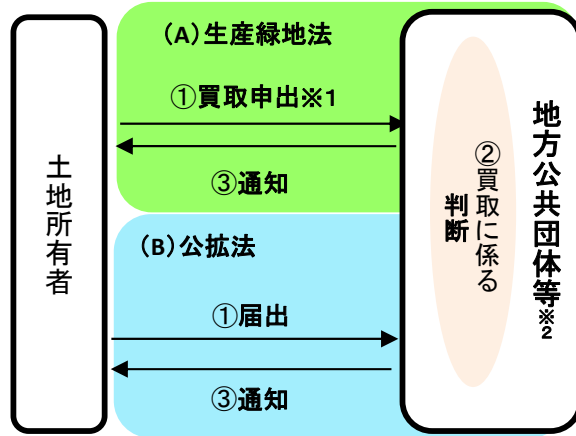 (A)生産緑地法
①買取申出※1
③通知
土地所有者
(B)公拡法
①届出
③通知
②買取に係る
判断
地方公共団体等※2